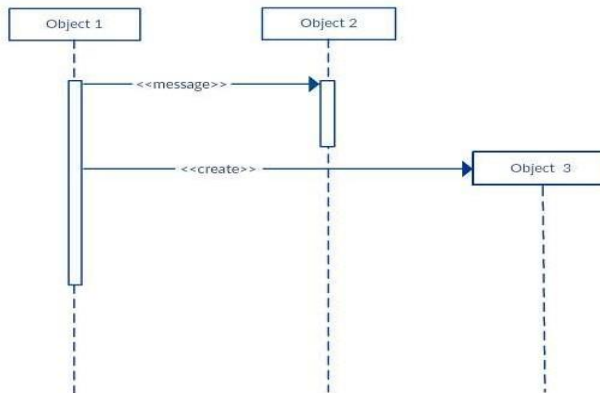 Object 1
Object 2
<<message>>
<<create>>
Object 3